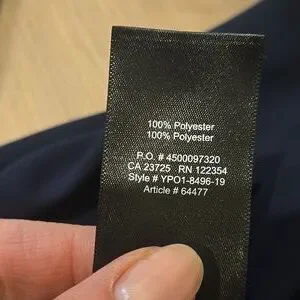 100% Polyester
100% Polyester
P.O. # 4500097320
CA 23725 RN 122354
Style # YPO1-8496-19
Article # 64477